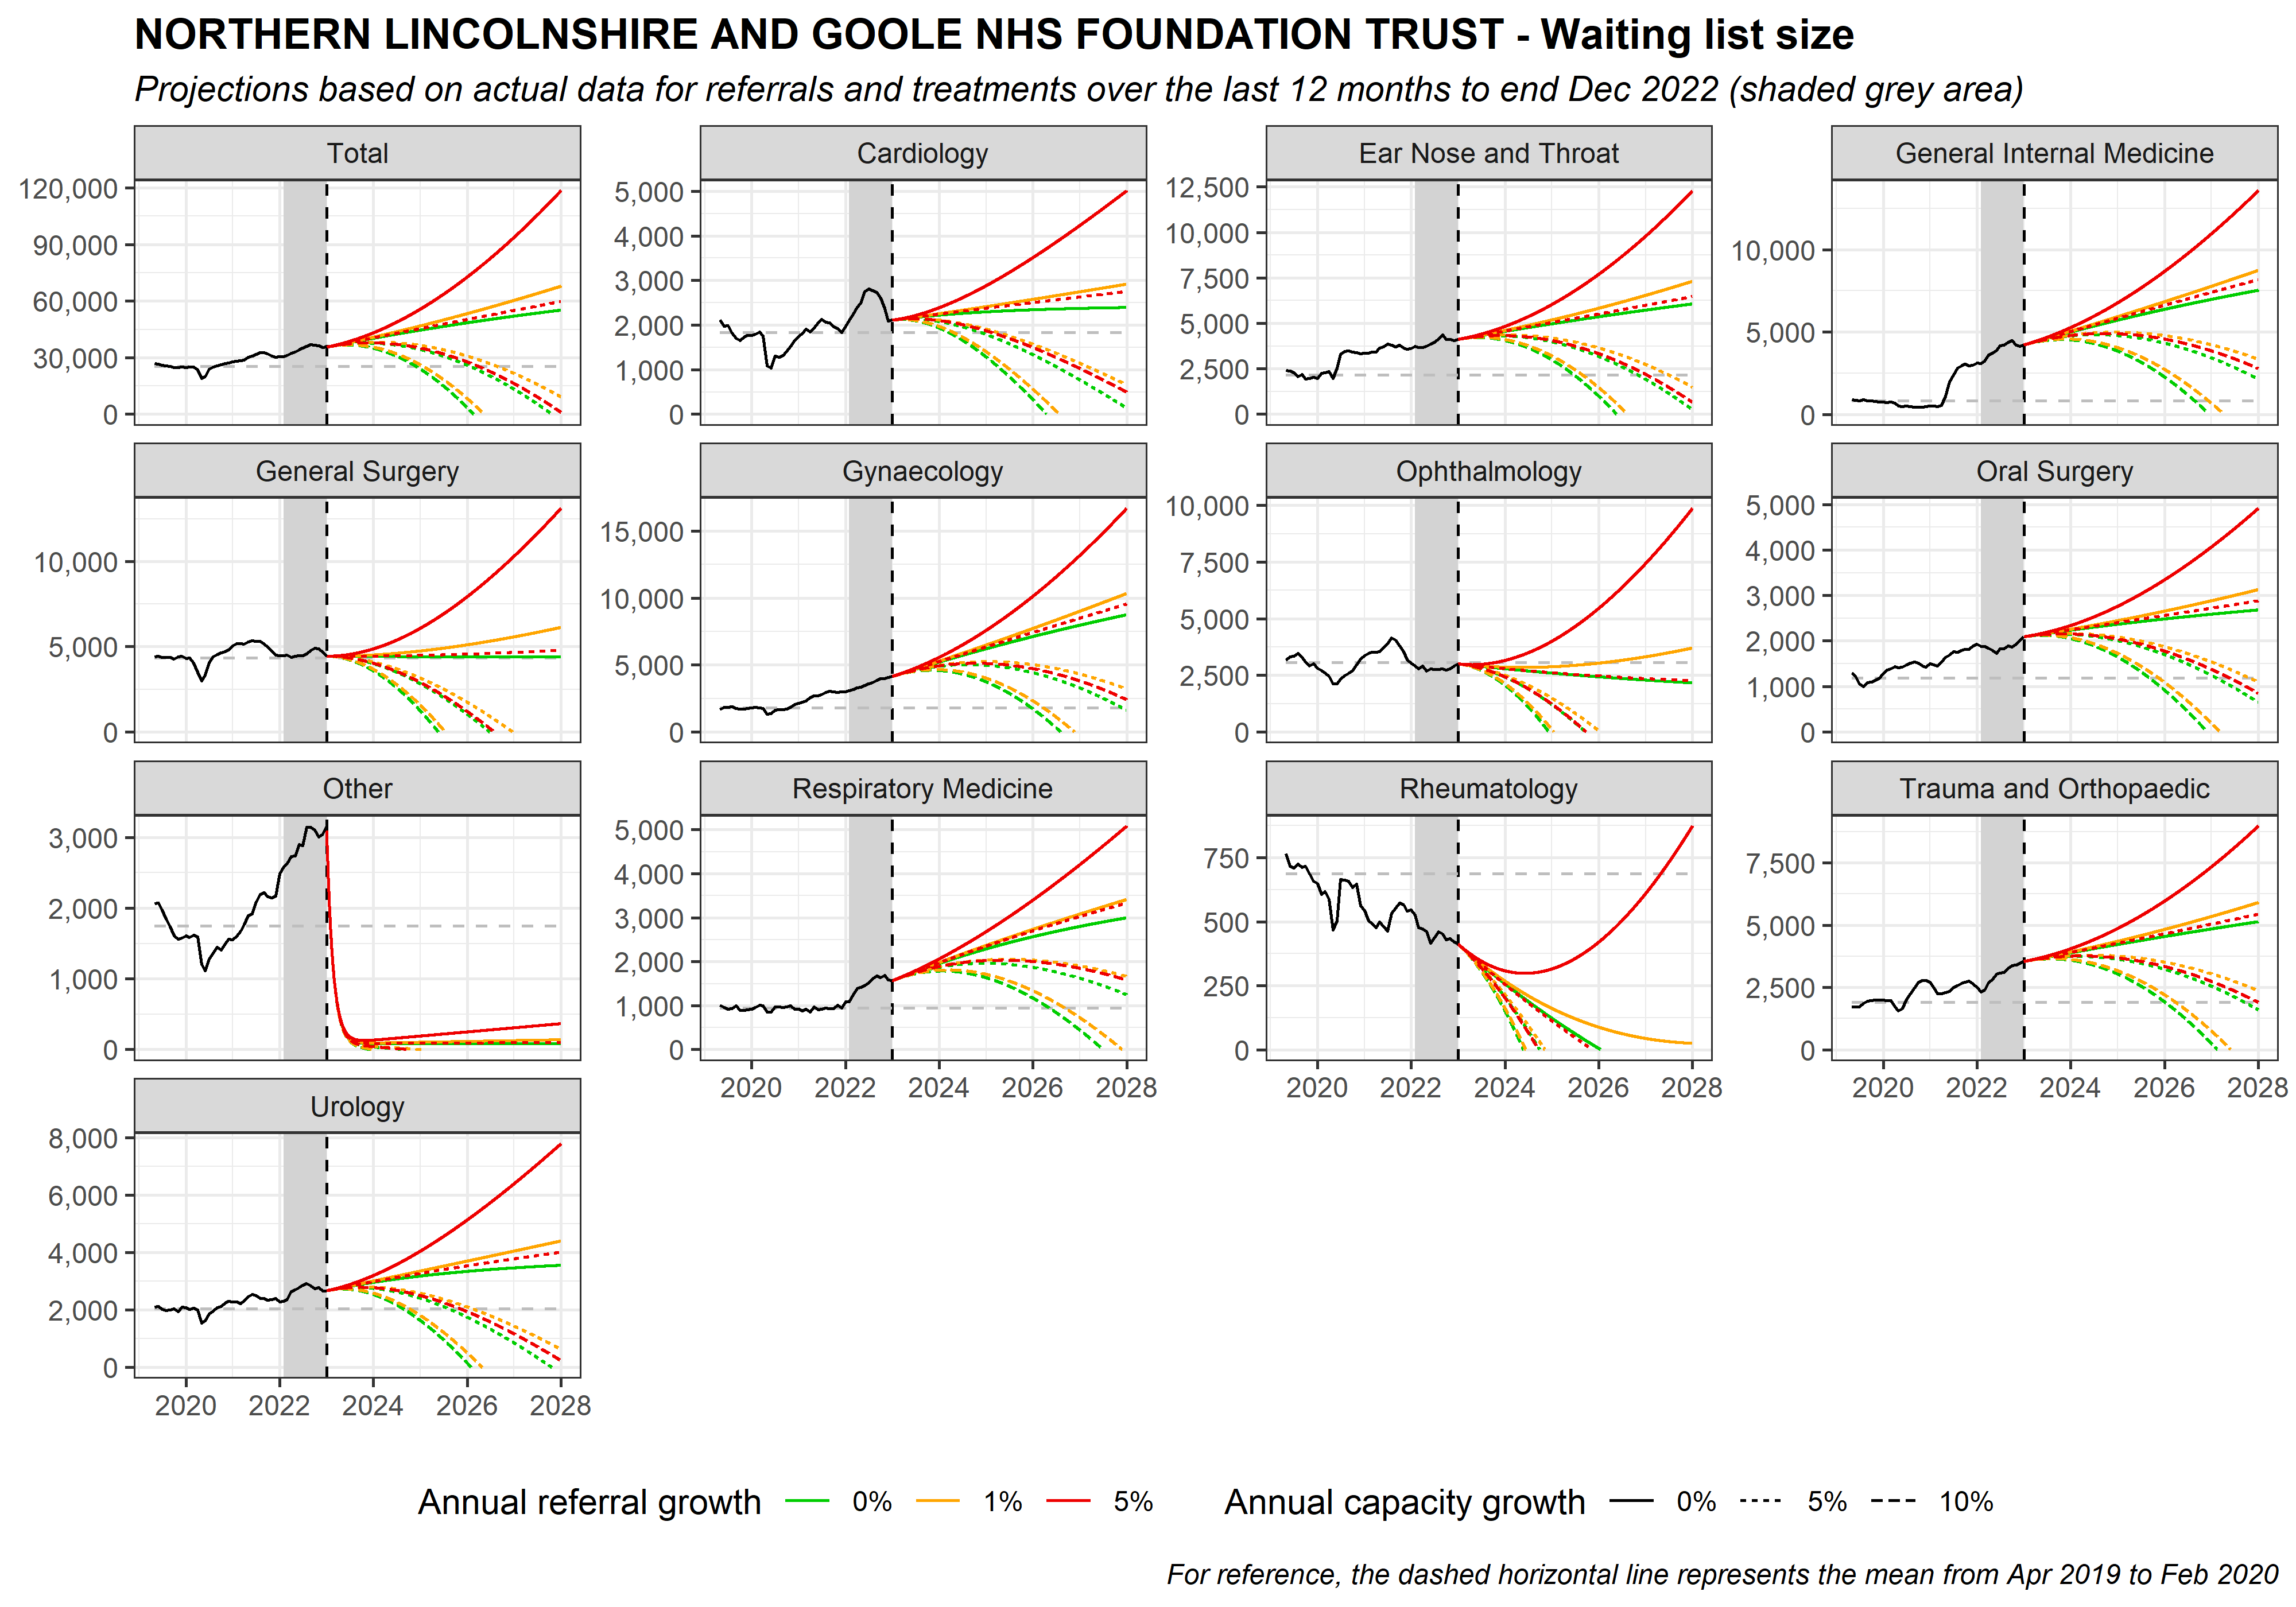 NORTHERN LINCOLNSHIRE AND GOOLE NHS FOUNDATION TRUST - Waiting list size
Projections based on actual data for referrals and treatments over the last 12 months to end Dec 2022 (shaded grey area)
Total
120,000
90,000
60,000
30,000
0
Cardiology
5,000
4,000
3,000
2,000
1,000
0
Ear Nose and Throat
12,500
10,000
7,500
5,000
2,500
0
General Internal Medicine
10,000
5,000
0
General Surgery
10,000
5,000
0
Gynaecology
15,000
10,000
5,000
0
Ophthalmology
10,000
7,500
5,000
2,500
0
Oral Surgery
5,000
4,000
3,000
2,000
1,000
0
Other
3,000
2,000
1,000
0
Respiratory Medicine
5,000
4,000
3,000
2,000
1,000
0
2020 2022 2024 2026 2028
Rheumatology
750
500
250
0
2020 2022 2024 2026 2028
Trauma and Orthopaedic
7,500
5,000
2,500
0
2020 2022 2024 2026 2028
Urology
8,000
6,000
4,000
2,000
0
2020 2022 2024 2026 2028
Annual referral growth 0% 1% 5% Annual capacity growth 0% 5% 10%
For reference, the dashed horizontal line represents the mean from Apr 2019 to Feb 2020